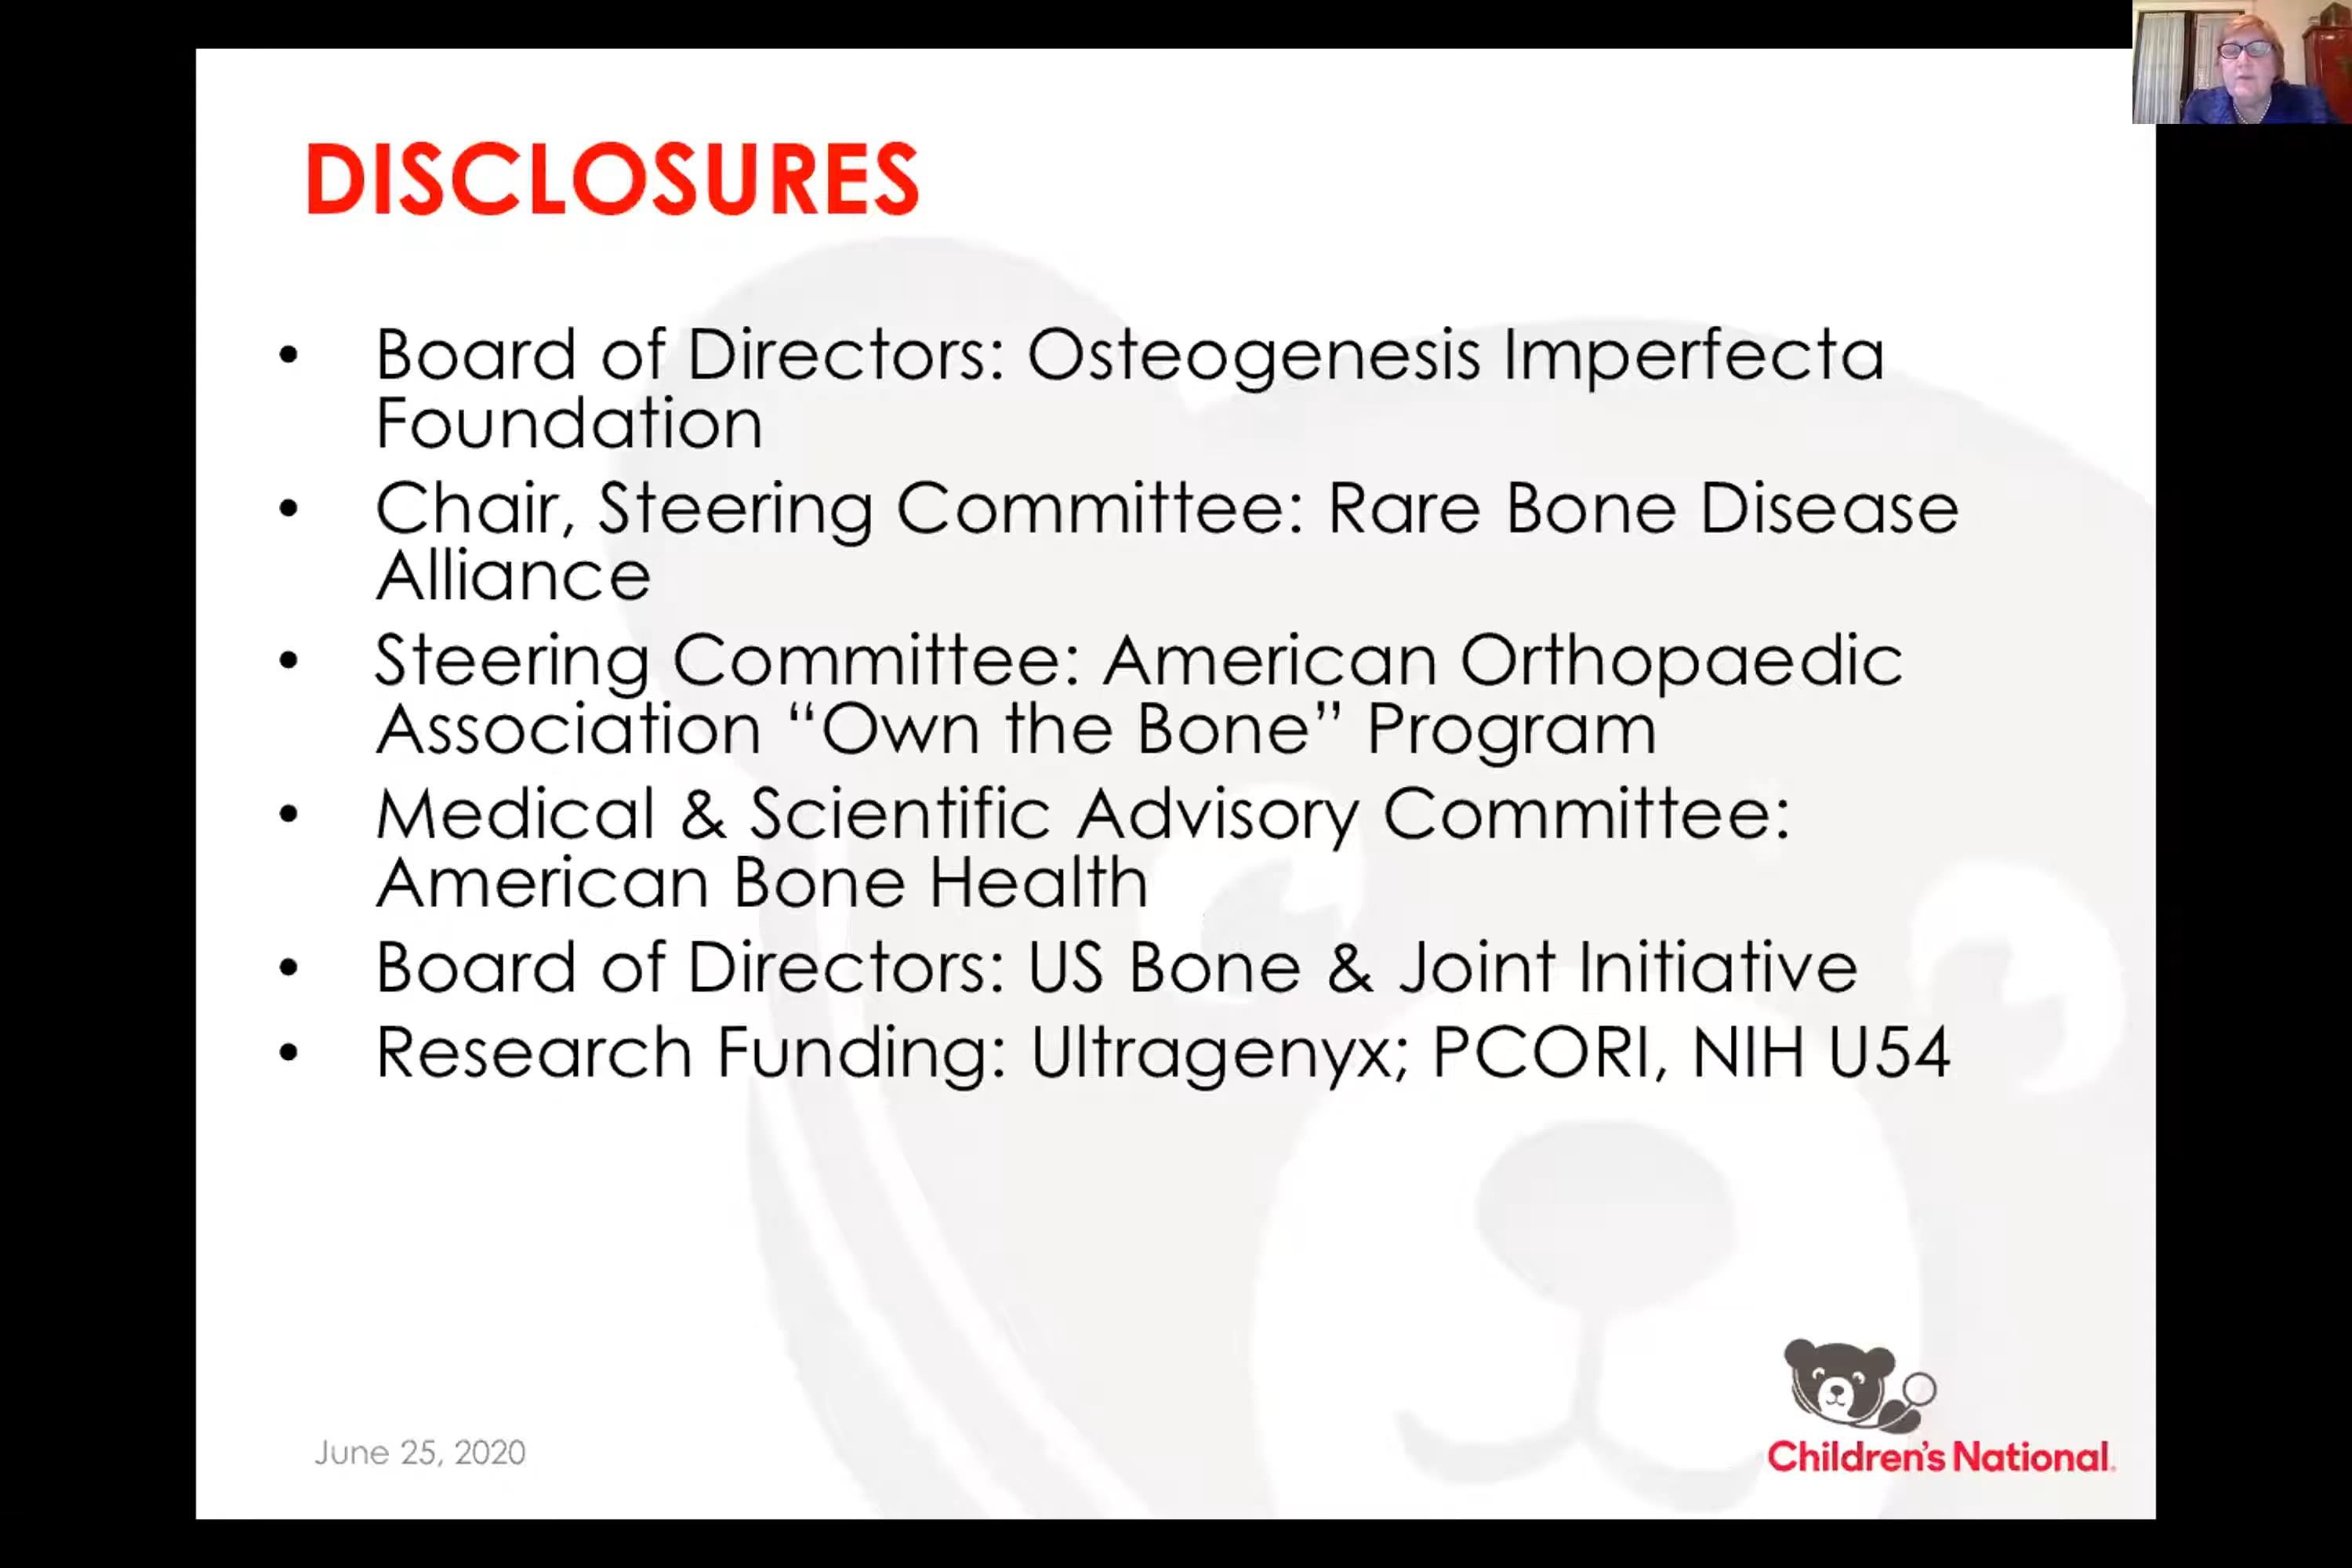 DISCLOSURES
• Board of Directors: Osteogenesis Imperfecta
Foundation
• Chair, Steering Committee: Rare Bone Disease
Alliance
• Steering Committee: American Orthopaedic
Association “Own the Bone” Program
• Medical & Scientific Advisory Committee:
American Bone Health
• Board of Directors: US Bone & Joint Initiative
• Research Funding: Ultragenyx; PCORI, NIH U54
June 25, 2020
Children's National.